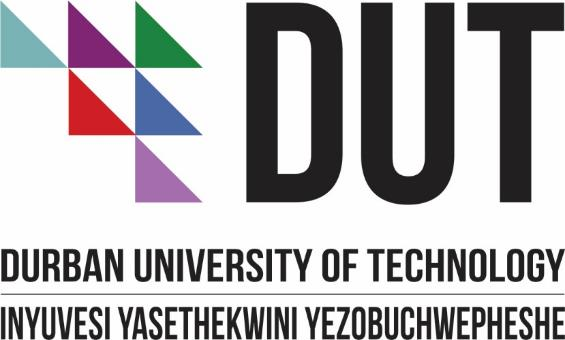 DUT
DURBAN UNIVERSITY OF TECHNOLOGY
INYUVESI YASETHEKWINI YEZOBUCHWEPHESHE